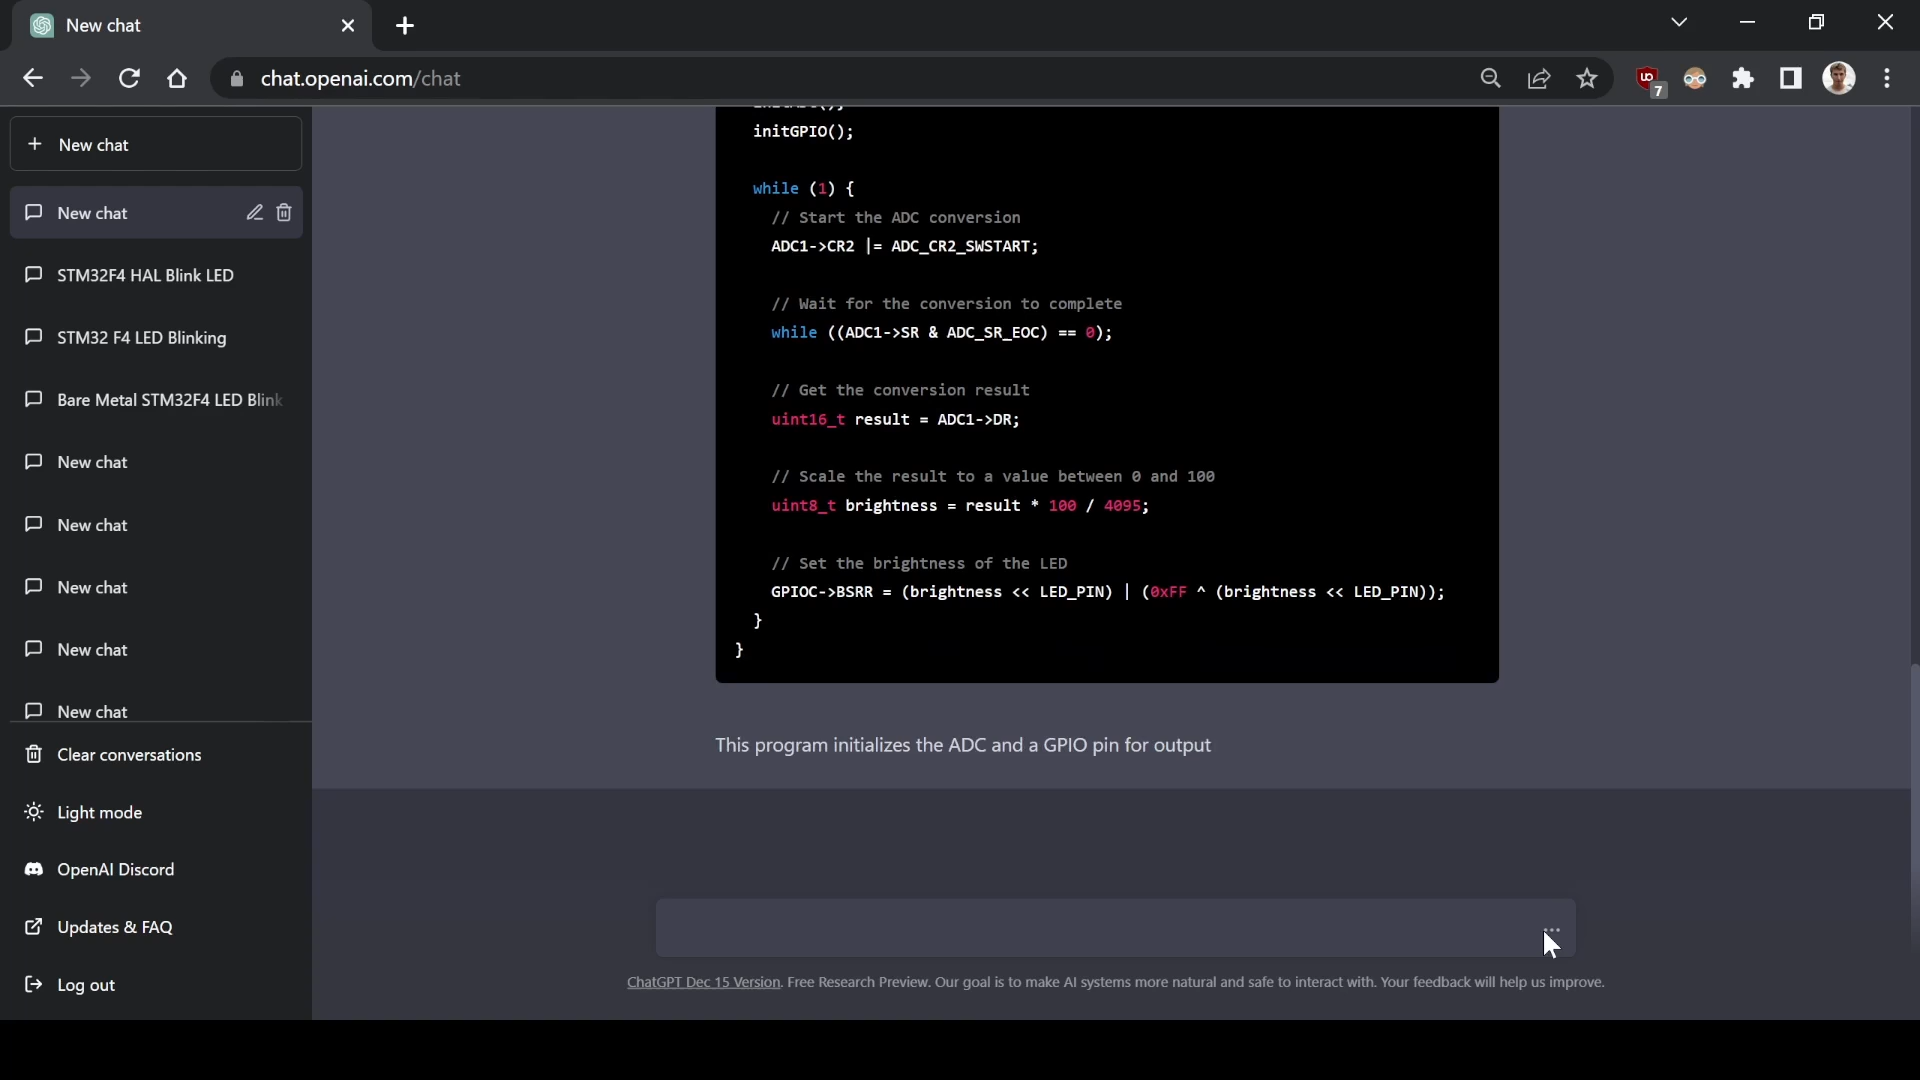 New chat
chat.openai.com/chat
7
New chat
New chat
STM32F4 HAL Blink LED
STM32 F4 LED Blinking
Bare Metal STM32F4 LED Blink
New chat
New chat
New chat
New chat
New chat
Clear conversations
Light mode
OpenAI Discord
Updates & FAQ
Log out
initGPIO();
while (1) {
// Start the ADC conversion
ADC1->CR2 |= ADC_CR2_SWSTART;
// Wait for the conversion to complete
while ((ADC1->SR & ADC_SR_EOC) == 0);
// Get the conversion result
uint16_t result = ADC1->DR;
// Scale the result to a value between 0 and 100
uint8_t brightness = result * 100 / 4095;
// Set the brightness of the LED
GPIOC->BSRR = (brightness << LED_PIN) | (0xFF ^ (brightness << LED_PIN));
}
}
This program initializes the ADC and a GPIO pin for output
ChatGPT Dec 15 Version. Free Research Preview. Our goal is to make AI systems more natural and safe to interact with. Your feedback will help us improve.